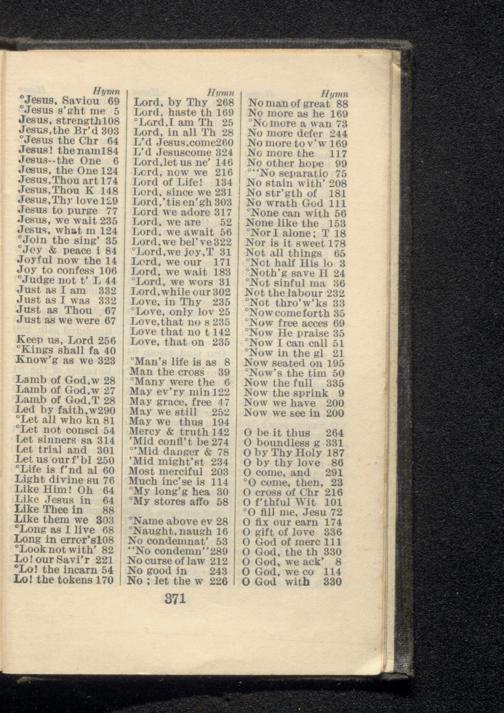 Hymn
°Jesus, Saviou 69
°Jesus s'ght me 5
Jesus, strength108
Jesus,the Br'd 303
°Jesus the Chr 64
Jesus! the nam184
Jesus--the One 6
Jesus, the One 124
Jesus,Thou art 174
Jesus,Thou K 148
Jesus,Thy love129
Jesus to purge 77
Jesus, we wait 235
Jesus, what m 124
°Join the sing' 35
°Joy & peace i 84
Joyful now the 14
Joy to confess 106
°Judge not t' L 44
Just as I am 332
Just as I was 332
Just as Thou 67
Just as we were 67
Keep us, Lord 256
°Kings shall fa 40
Know'g as we 323
Lamb of God,w 28
Lamb of God,w 27
Lamb of God,T 28
Led by faith,w290
°Let all who kn 81
°Let not consci 54
Let sinners sa 314
Let trial and 301
Let us our f'bl 250
°Life is f'nd al 60
Light divine su 76
Like Him! Oh 64
Like Jesus in 64
Like Thee in 88
Like them we 303
°Long as I live 68
Long in error's108
°Look not with' 82
Lo! our Savi'r 221
°Lo! the incarn 54
Lo! the tokens 170
Hymn
Lord, by Thy 268
Lord, haste th 169
°Lord,I am Th 25
Lord, in all Th 28
L'd Jesus,come260
L'd Jesuscome 324
Lord,let us ne' 146
Lord, now we 216
Lord of Life! 134
Lord, since we 231
Lord,'tis en'gh 303
Lord we adore 317
Lord, we are 52
Lord, we await 56
Lord,we bel've322
°Lord,we joy,T 31
Lord, we our 171
Lord, we wait 183
°Lord, we wors 31
Lord,while our 302
Love, in Thy 235
°Love, only lov 25
Love,that no s 235
Love that no t 142
Love, that on 235
°Man's life is as 8
Man the cross 39
°Many were the 6
May ev'ry min 122
May grace, free 47
May we still 252
May we thus 194
Mercy & truth 142
'Mid confl't be 274
°'Mid danger & 78
'Mid might'st 234
Most merciful 203
Much inc'se is 114
°My long'g hea 30
°My stores affo 58
°Name above ev 28
°Naught, naugh 16
No condemnat' 53
"No condemn"289
No curse of law 212
No good in 243
No ; let the w 226
Hymn
No man of great 88
No more as he 169
°No more a wan 73
No more defer 244
No more to v'w 169
No more the 117
No other hope 99
°"No separatio 75
No stain with' 208
No str'gth of 181
No wrath God 111
°None can with 56
None like the 153
°Nor I alone ; T 18
Nor is it sweet 178
Not all things 65
°Not half His lo 3
°Noth'g save H 24
°Not sinful ma 36
Not the labour 232
°Not thro' w'ks 33
°Now come forth 35
°Now free acces 69
°Now He praise 35
°Now I can call 51
°Now in the gl 21
Now seated on 195
°Now's the tim 50
Now the full 335
Now the sprink 9
Now we have 200
Now we see in 200
O be it thus 264
O boundless g 331
O by Thy Holy 187
O by thy love 86
O come, and 291
°O come, then, 23
O cross of Chr 216
O f'thful Wit 101
°O fill me, Jesu 72
O fix our earn 174
O gift of love 336
O God of merc 111
O God, the th 330
O God, we ack' 8
O God, we co 114
O God with 330
371